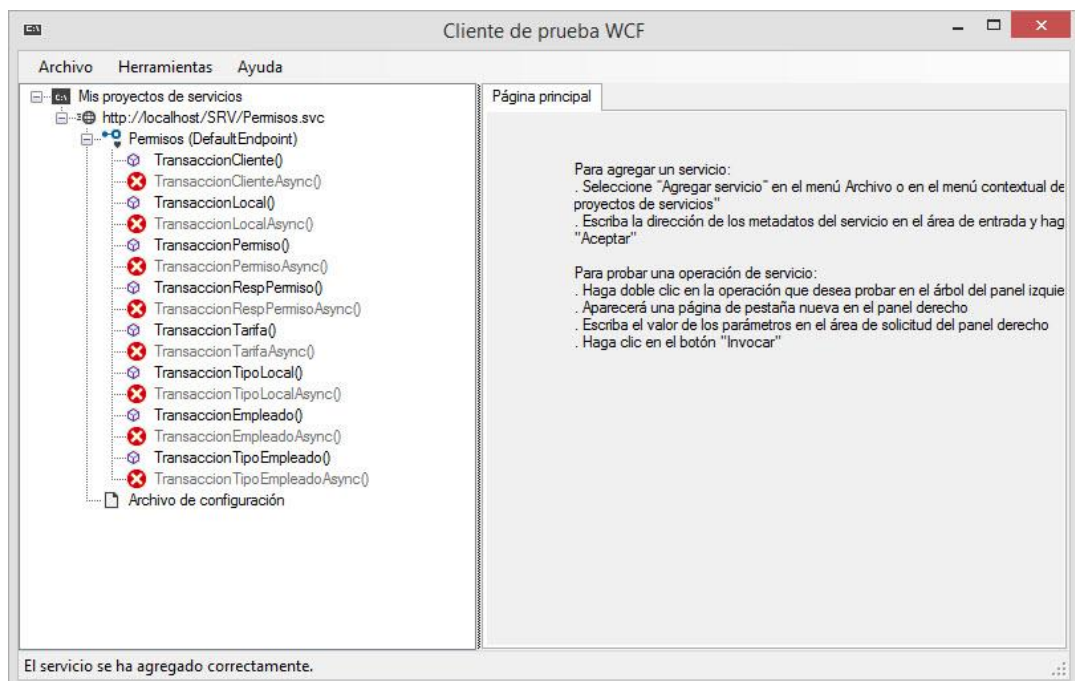 Cliente de prueba WCF
Archivo Herramientas Ayuda
Mis proyectos de servicios
http://localhost/SRV/Permisos.svc
Permisos (DefaultEndpoint)
TransaccionCliente()
TransaccionClienteAsync()
TransaccionLocal()
TransaccionLocalAsync()
TransaccionPermiso()
TransaccionPermisoAsync()
TransaccionRespPermiso()
TransaccionRespPermisoAsync()
TransaccionTarifa()
TransaccionTarifaAsync()
TransaccionTipoLocal()
TransaccionTipoLocalAsync()
TransaccionEmpleado()
TransaccionEmpleadoAsync()
TransaccionTipoEmpleado()
TransaccionTipoEmpleadoAsync()
Archivo de configuración
Página principal
Para agregar un servicio:
. Seleccione "Agregar servicio" en el menú Archivo o en el menú contextual de
proyectos de servicios"
. Escriba la dirección de los metadatos del servicio en el área de entrada y hag
"Aceptar"
Para probar una operación de servicio:
. Haga doble clic en la operación que desea probar en el árbol del panel izquie
. Aparecerá una página de pestaña nueva en el panel derecho
. Escriba el valor de los parámetros en el área de solicitud del panel derecho
. Haga clic en el botón "Invocar"
El servicio se ha agregado correctamente.